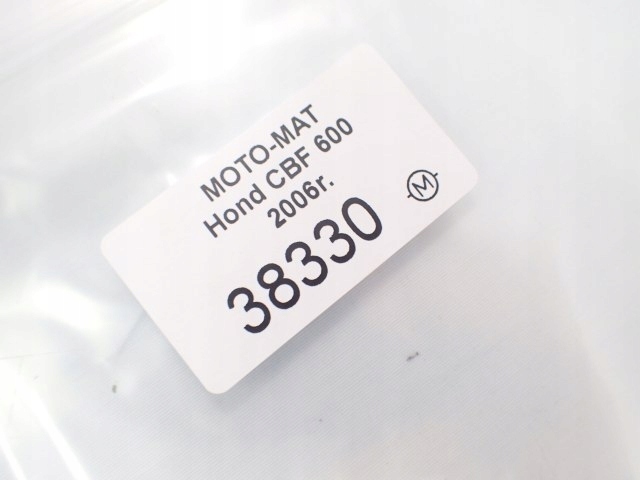 MOTO-MAT
Hond CBF 600
2006r.
38330
M